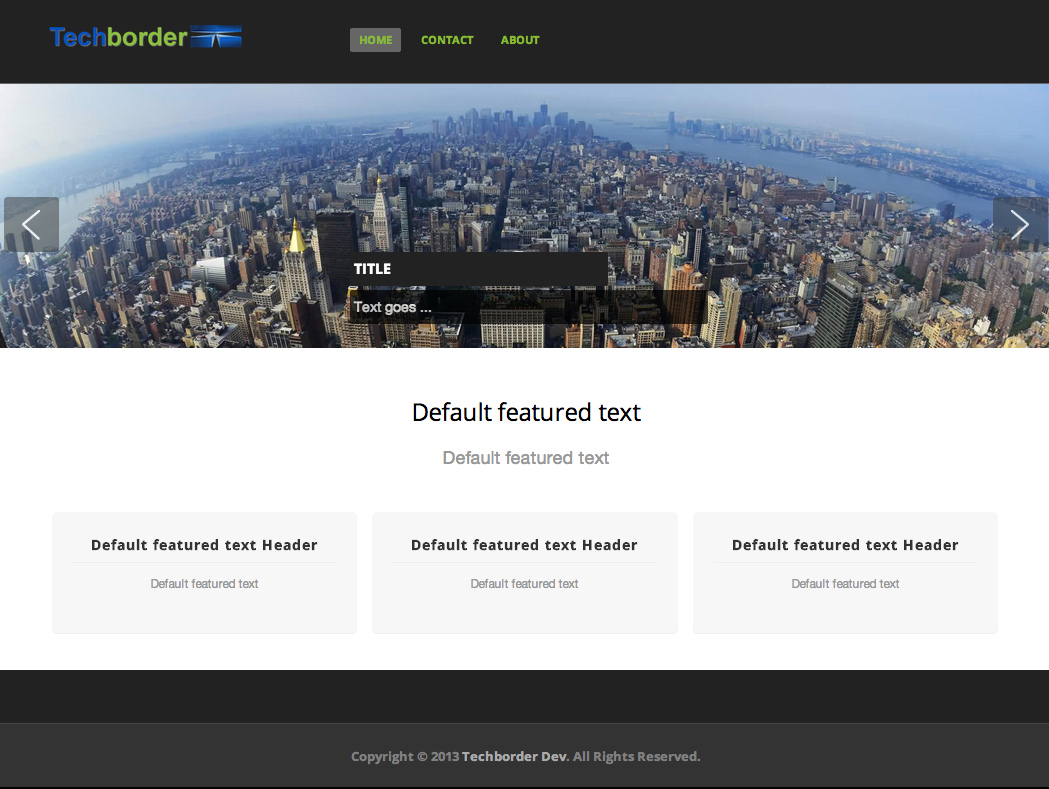 Techborder
HOME CONTACT ABOUT
TITLE
Text goes ...
Default featured text
Default featured text
Default featured text Header
Default featured text
Default featured text Header
Default featured text
Default featured text Header
Default featured text
Copyright © 2013 Techborder Dev. All Rights Reserved.